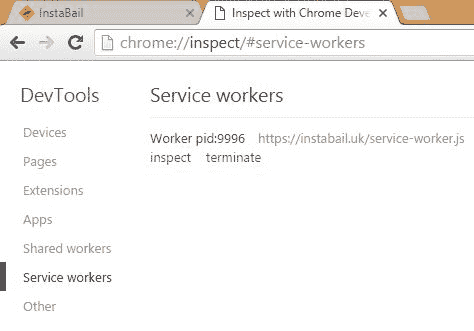 InstaBail
Inspect with Chrome Deve
chrome://inspect/#service-workers
DevTools
Devices
Pages
Extensions
Apps
Shared workers
Service workers
Other
Service workers
Worker pid:9996 https://instabail.uk/service-worker.js
inspect terminate